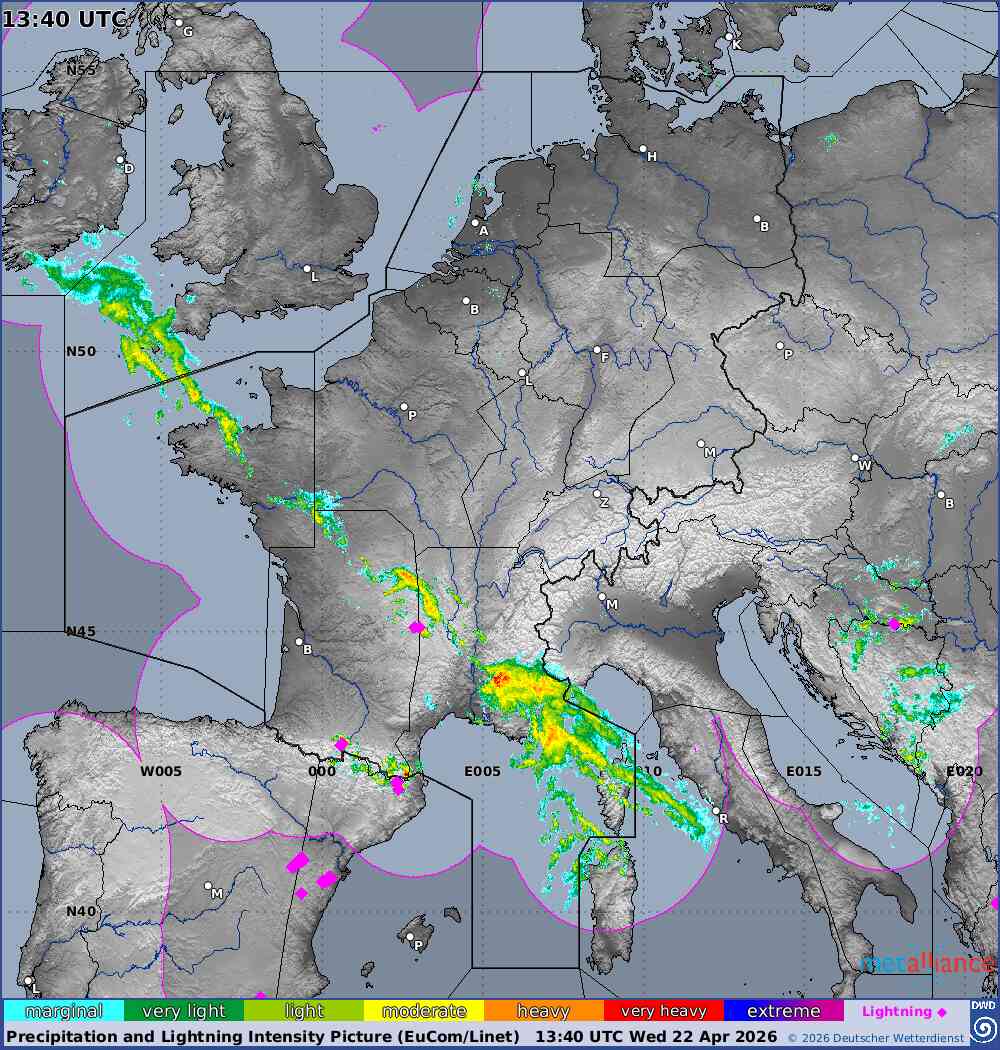 13:40 UTC
G
K
N55
D
H
A
B
L
B
N50
P
F
L
P
M
W
Z
B
M
N45
B
W005
000
E005
10
E015
E020
R
M
N40
P
L
metalliance
marginal very light light moderate heavy very heavy extreme Lightning
DWD
Precipitation and Lightning Intensity Picture (EuCom/Linet) 13:40 UTC Wed 22 Apr 2026 © 2026 Deutscher Wetterdienst